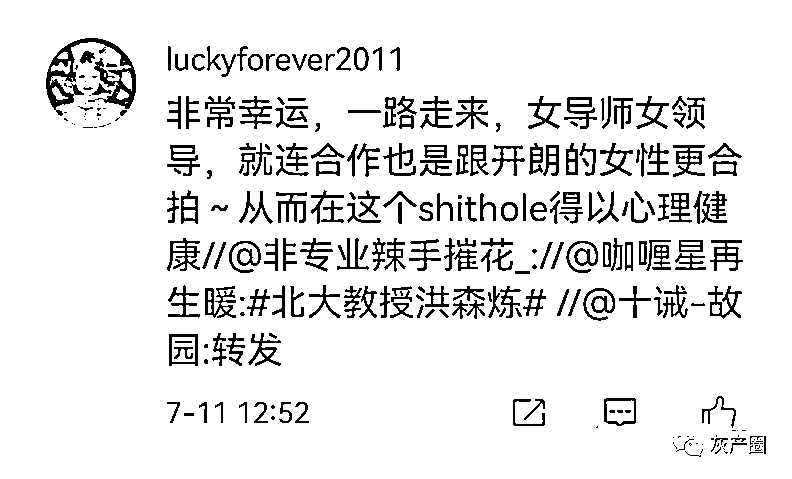 luckyforever2011
非常幸运，一路走来，女导师女领
导，就连合作也是跟开朗的女性更合
拍～从而在这个shithole得以心理健
康//@非专业辣手摧花_://@咖喱星再
生暖:#北大教授洪森炼# //@十诫-故
园:转发
7-11 12:52
灰产圈